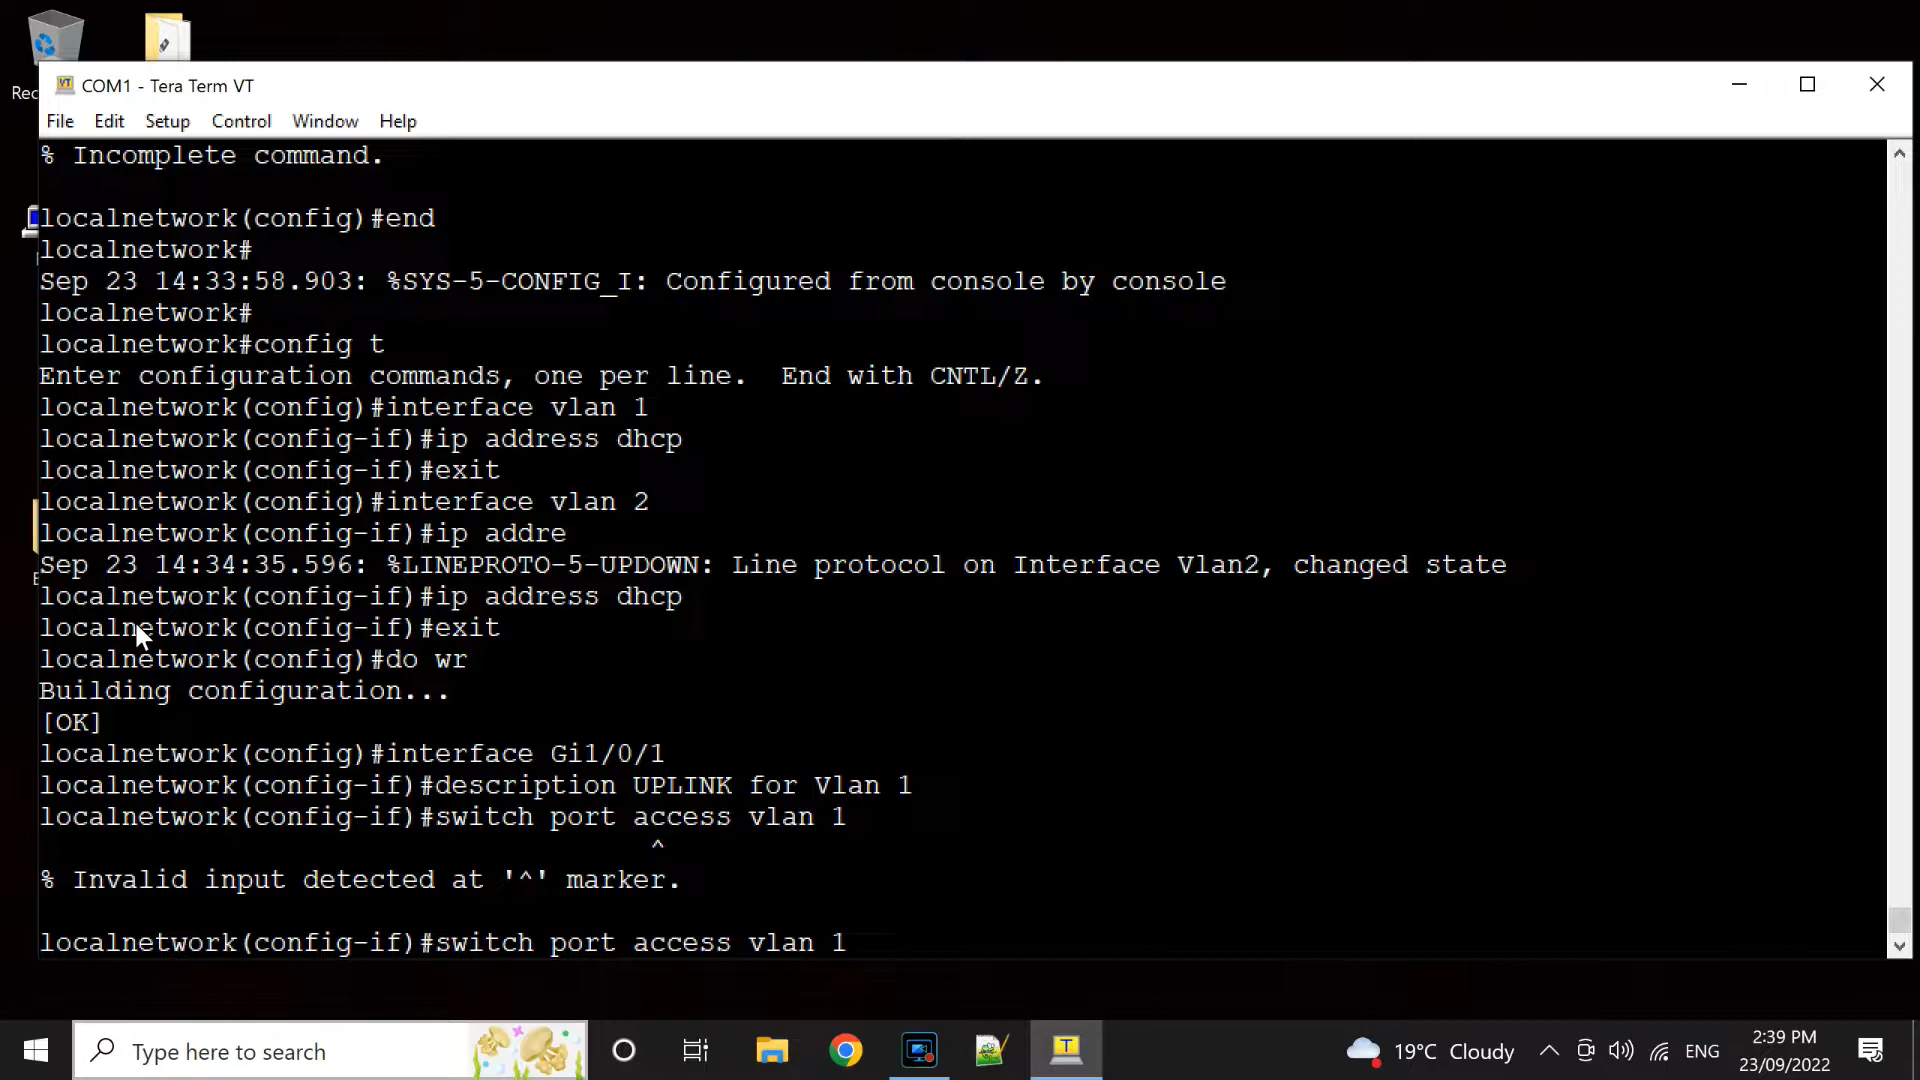 Rec
COM1 - Tera Term VT
File Edit Setup Control Window Help
% Incomplete command.
localnetwork(config)#end
localnetwork#
Sep 23 14:33:58.903: %SYS-5-CONFIG_I: Configured from console by console
localnetwork#
localnetwork#config t
Enter configuration commands, one per line.  End with CNTL/Z.
localnetwork(config)#interface vlan 1
localnetwork(config-if)#ip address dhcp
localnetwork(config-if)#exit
localnetwork(config)#interface vlan 2
localnetwork(config-if)#ip addre
Sep 23 14:34:35.596: %LINEPROTO-5-UPDOWN: Line protocol on Interface Vlan2, changed state
localnetwork(config-if)#ip address dhcp
localnetwork(config-if)#exit
localnetwork(config)#do wr
Building configuration...
[OK]
localnetwork(config)#interface Gi1/0/1
localnetwork(config-if)#description UPLINK for Vlan 1
localnetwork(config-if)#switch port access vlan 1
^
% Invalid input detected at '^' marker.
localnetwork(config-if)#switch port access vlan 1
Type here to search
19°C Cloudy
ENG
2:39 PM
23/09/2022